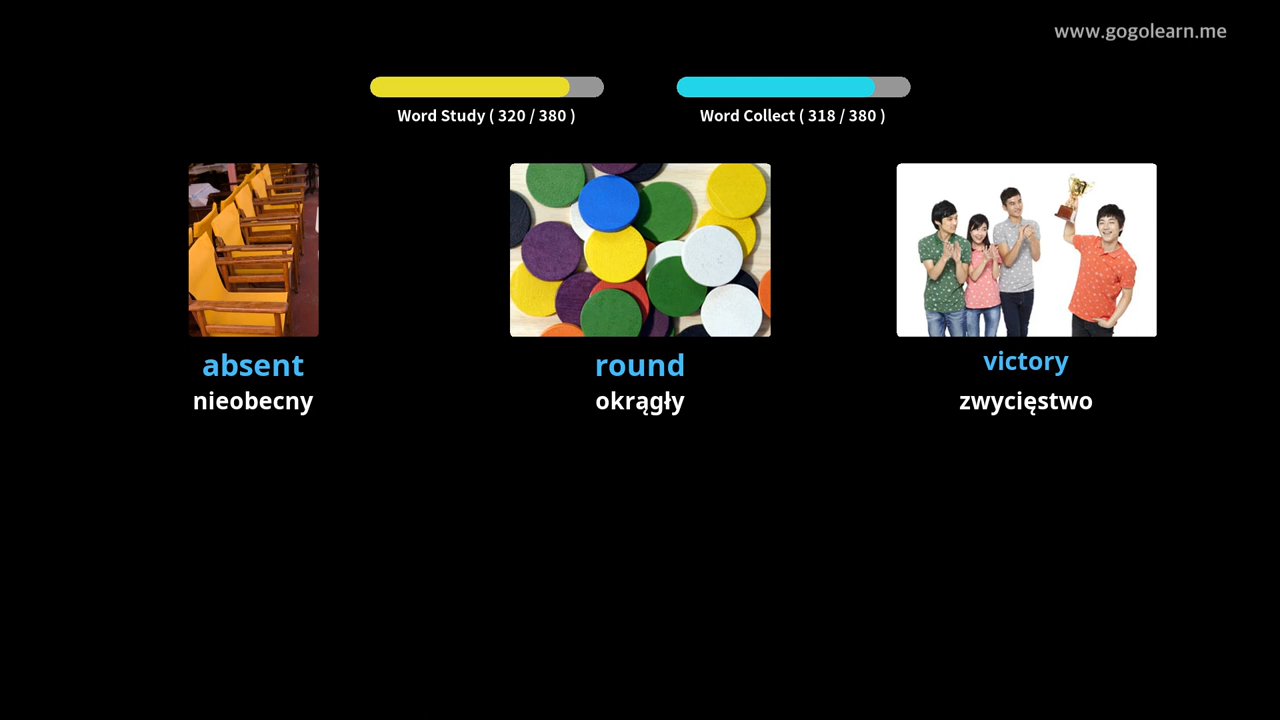 www.gogolearn.me
Word Study ( 320 / 380 )
Word Collect ( 318 / 380 )
absent
nieobecny
round
okrągły
victory
zwycięstwo